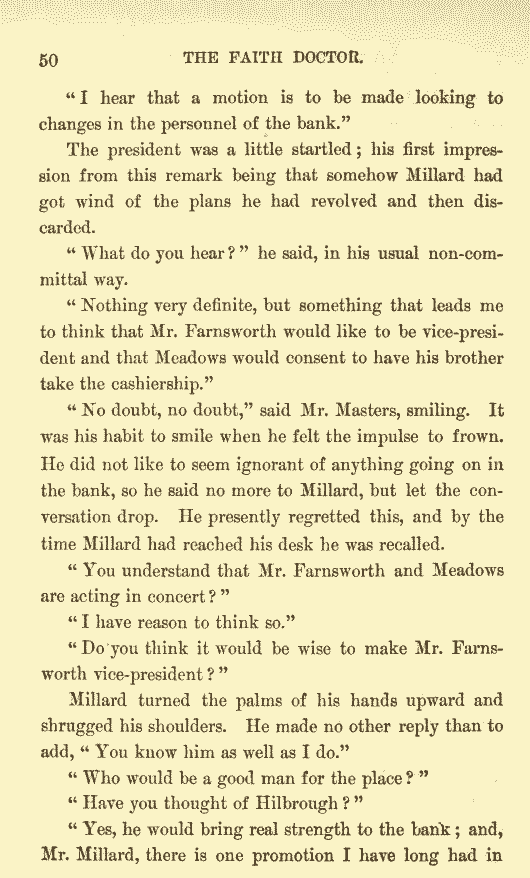 50 THE FAITH DOCTOR.
“ I hear that a motion is to be made looking to
changes in the personnel of the bank.”
The president was a little startled ; his first impres-
sion from this remark being that somehow Millard had
got wind of the plans he had revolved and then dis-
carded.
“ What do you hear ? ” he said, in his usual non-com-
mittal way.
“ Nothing very definite, but something that leads me
to think that Mr. Farnsworth would like to be vice-presi-
dent and that Meadows would consent to have his brother
take the cashiership.”
“ No doubt, no doubt,” said Mr. Masters, smiling. It
was his habit to smile when he felt the impulse to frown.
He did not like to seem ignorant of anything going on in
the bank, so he said no more to Millard, but let the con-
versation drop. He presently regretted this, and by the
time Millard had reached his desk he was recalled.
“ You understand that Mr. Farnsworth and Meadows
are acting in concert ? ”
“ I have reason to think so.”
“ Do you think it would be wise to make Mr. Farns-
worth vice-president ? ”
Millard turned the palms of his hands upward and
shrugged his shoulders. He made no other reply than to
add, “ You know him as well as I do.”
“ Who would be a good man for the place ? ”
“ Have you thought of Hilbrough ? ”
“ Yes, he would bring real strength to the bank ; and,
Mr. Millard, there is one promotion I have long had in